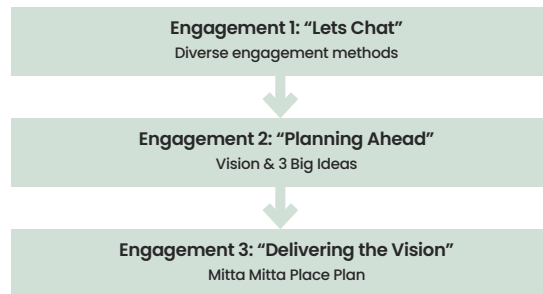 Engagement 1: “Lets Chat”
Diverse engagement methods
Engagement 2: “Planning Ahead”
Vision & 3 Big Ideas
Engagement 3: “Delivering the Vision”
Mitta Mitta Place Plan